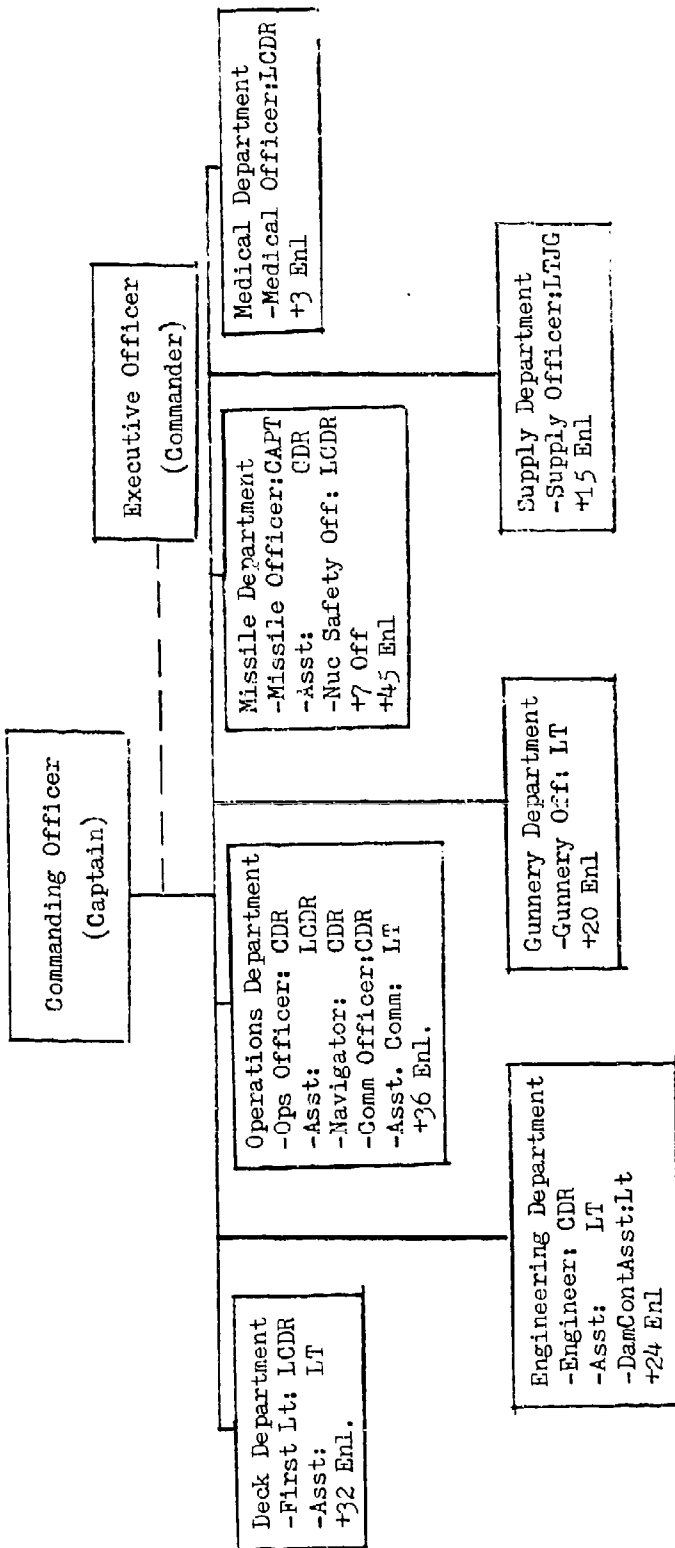 Commanding Officer
(Captain)
Executive Officer
(Commander)
Deck Department
-First Lt: LCDR
-Asst: LT
+32 Enl.
Operations Department
-Ops Officer: CDR
-Asst: LCDR
-Navigator: CDR
-Comm Officer:CDR
-Asst. Comm: LT
+36 Enl.
Missile Department
-Missile Officer:CAPT
-Asst: CDR
-Nuc Safety Off: LCDR
+7 Off
+45 Enl
Medical Department
-Medical Officer:LCDR
+3 Enl
Engineering Department
-Engineer: CDR
-Asst: LT
-DamContAsst:Lt
+24 Enl
Gunnery Department
-Gunnery Off: LT
+20 Enl
Supply Department
-Supply Officer:LTJG
+15 Enl